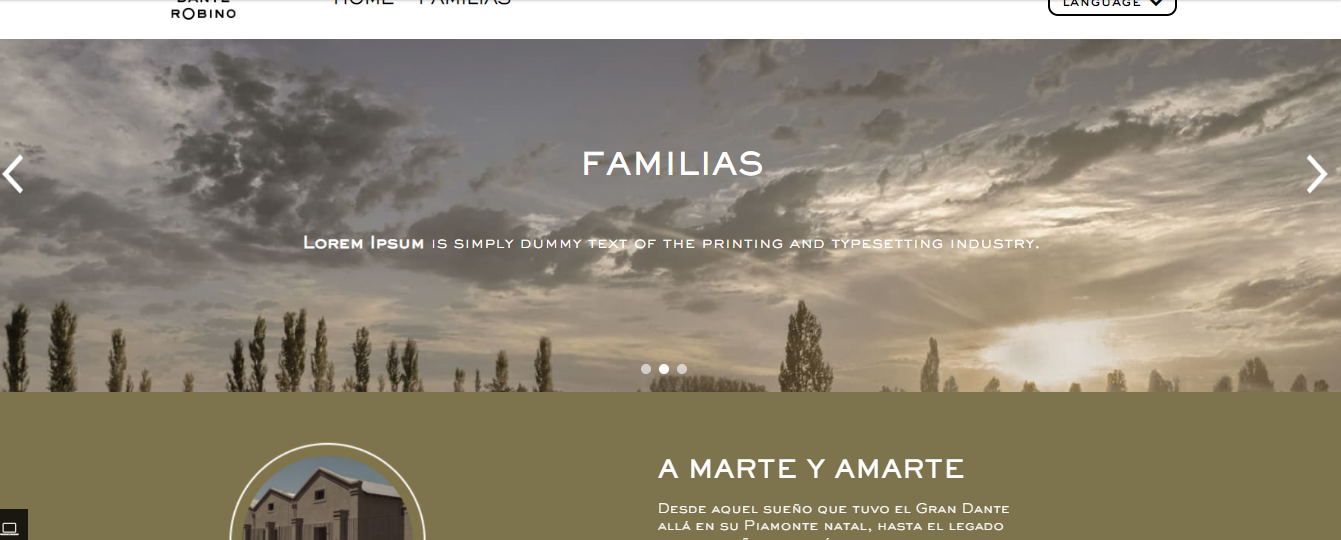 DANTE
ROBINO
HOME FAMILIAS
LANGUAGE
FAMILIAS
LOREM IPSUM IS SIMPLY DUMMY TEXT OF THE PRINTING AND TYPESETTING INDUSTRY.
A MARTE Y AMARTE
DESDE AQUEL SUEÑO QUE TUVO EL GRAN DANTE
ALLÁ EN SU PIAMONTE NATAL, HASTA EL LEGADO